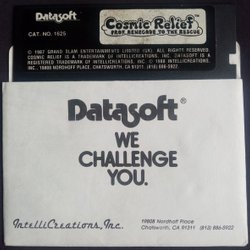 Datasoft®
CAT. NO. 1625
Cosmic Relief™
PROF. RENEGADE TO THE RESCUE
© 1987 GRAND SLAM ENTERTAINMENTS LIMITED (UK). ALL RIGHTS RESERVED.
COSMIC RELIEF IS A TRADEMARK OF INTELLICREATIONS, INC. DATASOFT IS A
REGISTERED TRADEMARK OF INTELLICREATIONS, INC. © 1988 INTELLICREATIONS,
INC. 19808 NORDHOFF PLACE, CHATSWORTH, CA 91311 (818) 886-5922
Datasoft®
WE
CHALLENGE
YOU.
IntelliCreations, Inc.
19808 Nordhoff Place
Chatsworth, CA 91311 (818) 886-5922